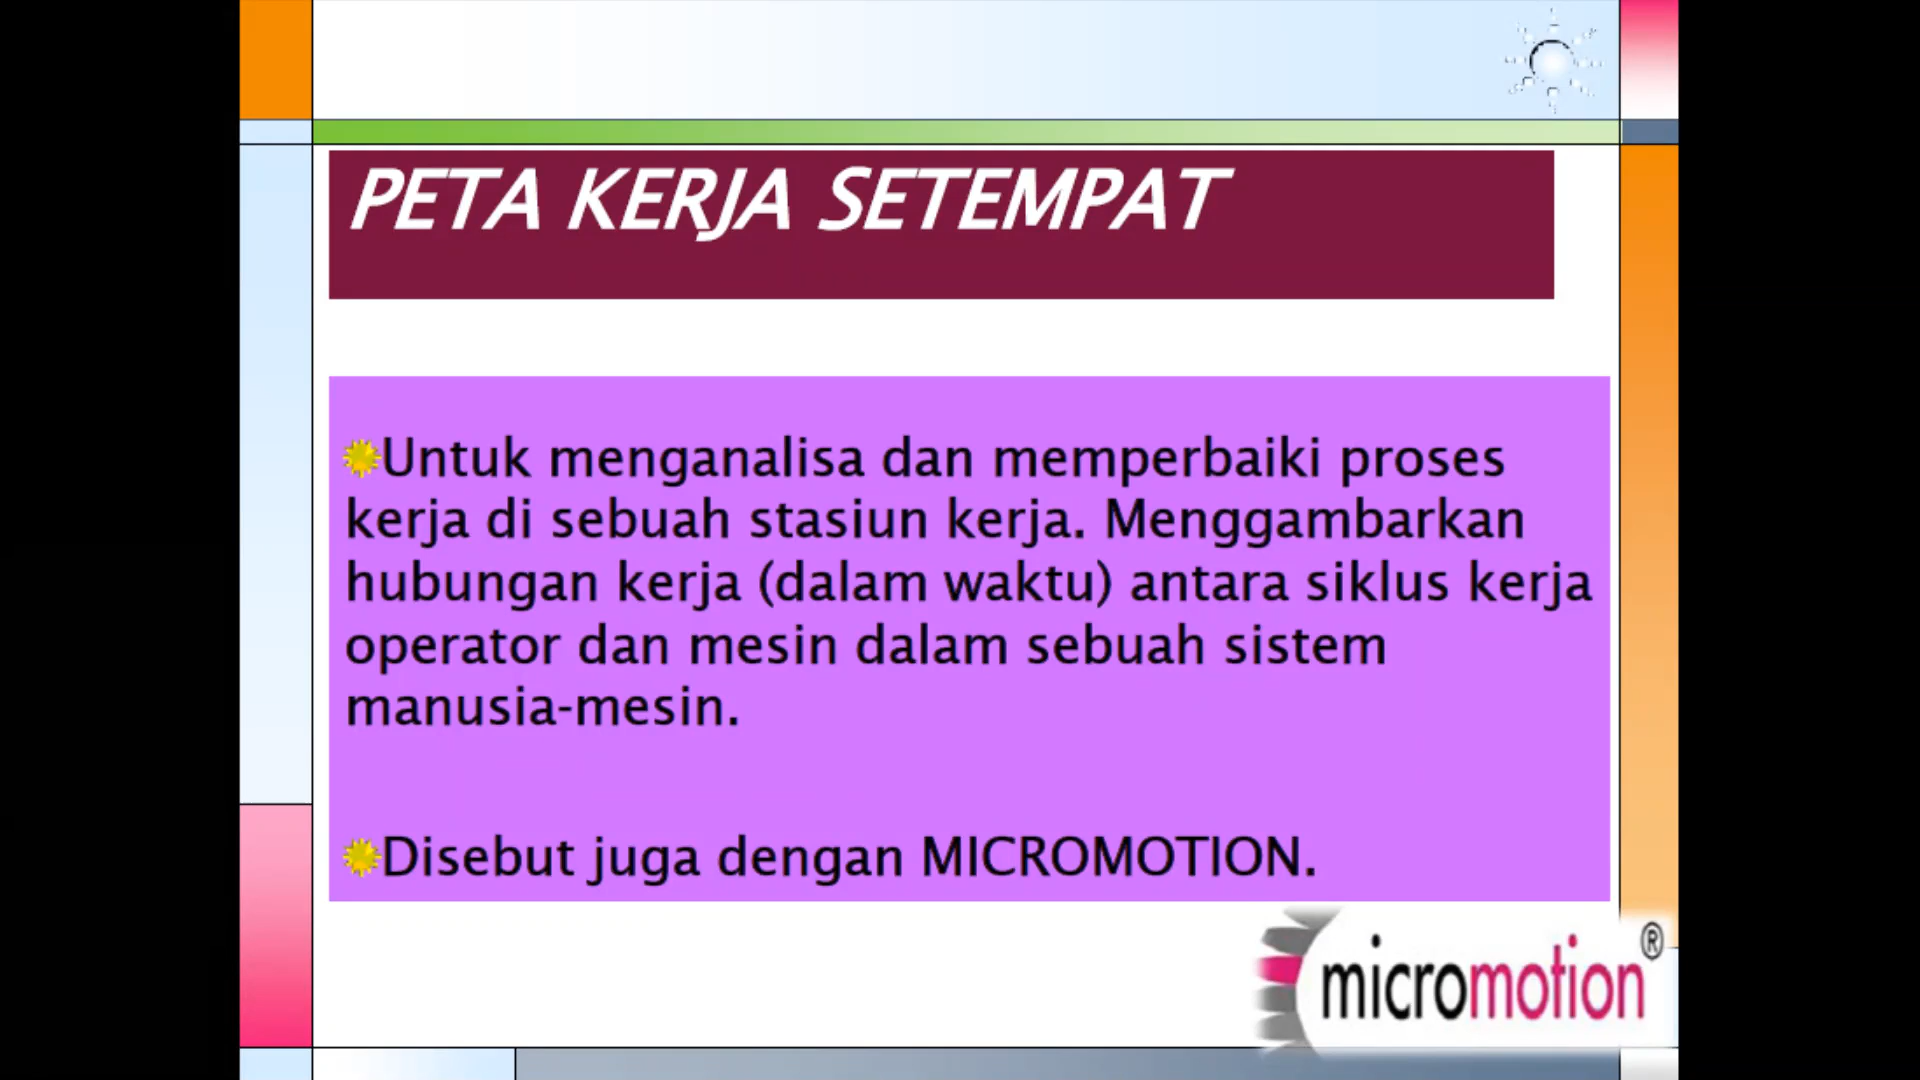 PETA KERJA SETEMPAT
Untuk menganalisa dan memperbaiki proses
kerja di sebuah stasiun kerja. Menggambarkan
hubungan kerja (dalam waktu) antara siklus kerja
operator dan mesin dalam sebuah sistem
manusia-mesin.
Disebut juga dengan MICROMOTION.
micromotion®